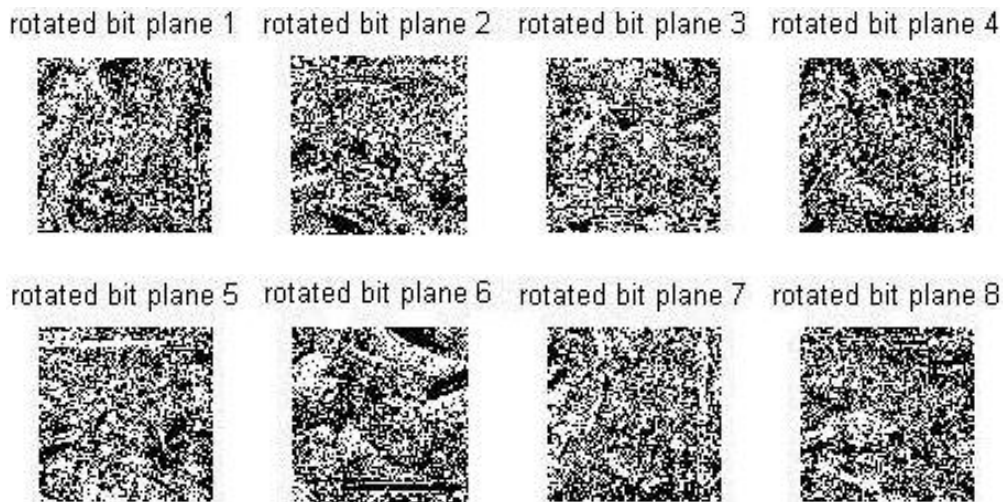 rotated bit plane 1 rotated bit plane 2 rotated bit plane 3 rotated bit plane 4
rotated bit plane 5 rotated bit plane 6 rotated bit plane 7 rotated bit plane 8